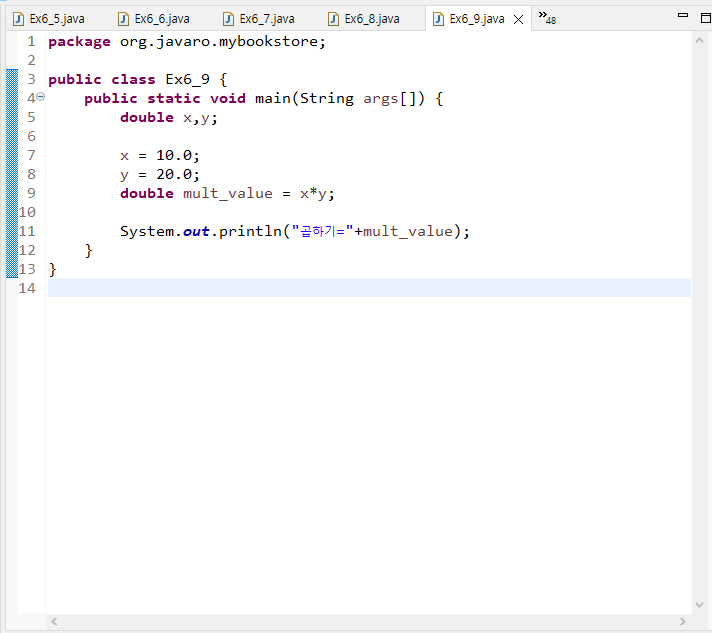 Ex6_5.java Ex6_6.java Ex6_7.java Ex6_8.java Ex6_9.java »48
1 package org.javaro.mybookstore;
2
3 public class Ex6_9 {
4 public static void main(String args[]) {
5 double x,y;
6
7 x = 10.0;
8 y = 20.0;
9 double mult_value = x*y;
10
11 System.out.println("곱하기="+mult_value);
12 }
13 }
14